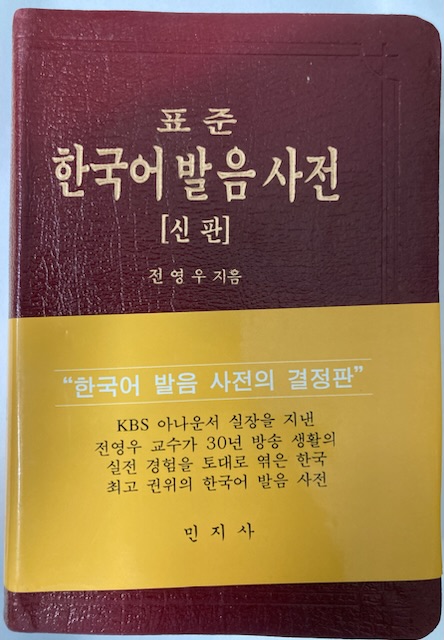 표준
한국어 발음 사전
[신판]
전영우 지음
“한국어 발음 사전의 결정판”
KBS 아나운서 실장을 지낸
전영우 교수가 30년 방송 생활의
실전 경험을 토대로 엮은 한국
최고 권위의 한국어 발음 사전
민지사